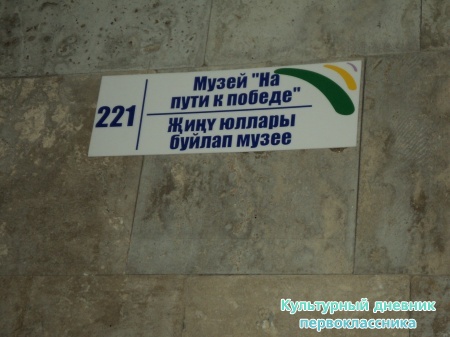 221
Музей "На
пути к победе"
Җиңү юллары
буйлап музее
Культурный дневник
первоклассника